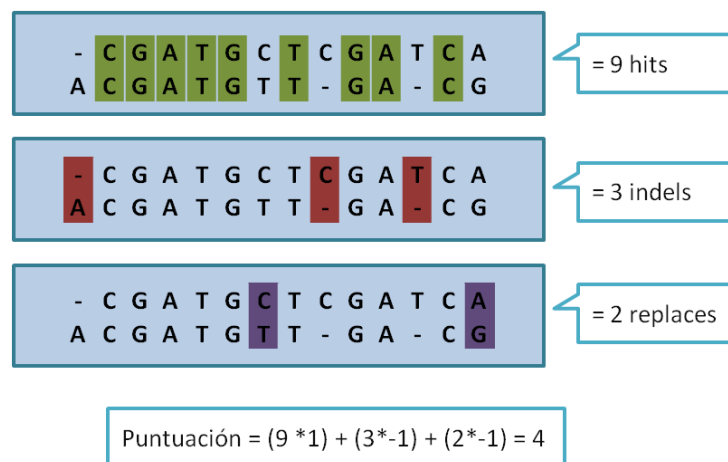 - C G A T G C T C G A T C A
A C G A T G T T - G A - C G
= 9 hits
- C G A T G C T C G A T C A
A C G A T G T T - G A - C G
= 3 indels
- C G A T G C T C G A T C A
A C G A T G T T - G A - C G
= 2 replaces
Puntuación = (9 *1) + (3*-1) + (2*-1) = 4